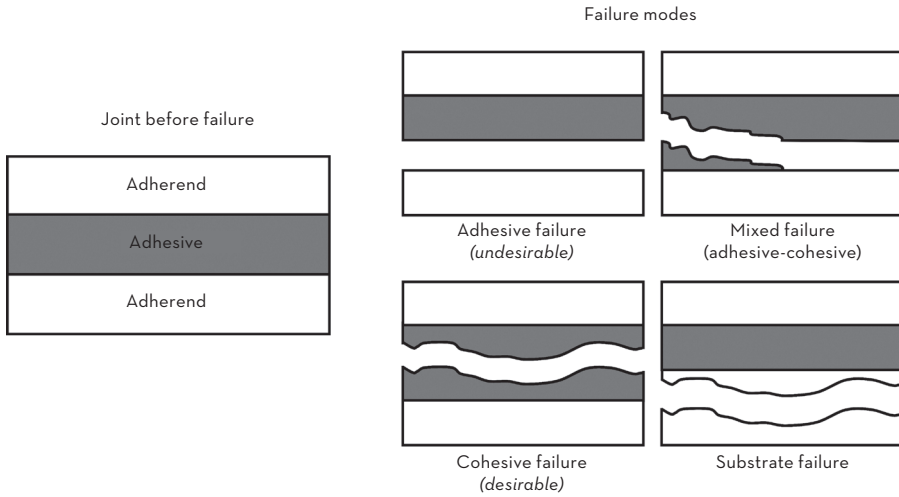 Failure modes
Joint before failure
Adherend
Adhesive
Adherend
Adhesive failure
(undesirable)
Mixed failure
(adhesive-cohesive)
Cohesive failure
(desirable)
Substrate failure